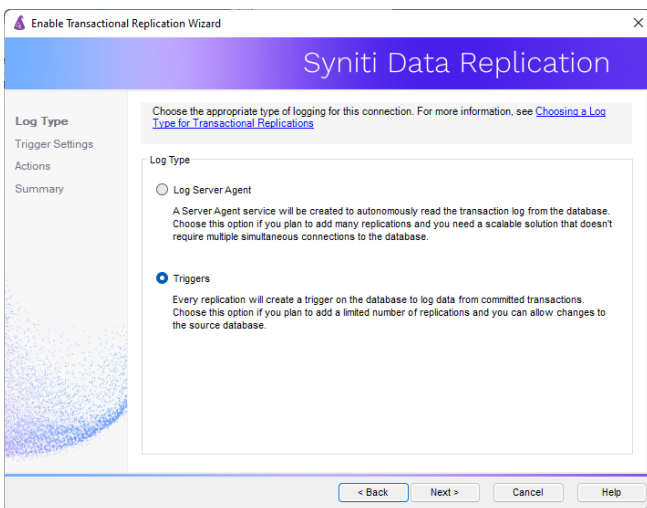 Enable Transactional Replication Wizard
Syniti Data Replication
Log Type
Trigger Settings
Actions
Summary
Choose the appropriate type of logging for this connection. For more information, see Choosing a Log
Type for Transactional Replications
Log Type
Log Server Agent
A Server Agent service will be created to autonomously read the transaction log from the database.
Choose this option if you plan to add many replications and you need a scalable solution that doesn't
require multiple simultaneous connections to the database.
Triggers
Every replication will create a trigger on the database to log data from committed transactions.
Choose this option if you plan to add a limited number of replications and you can allow changes to
the source database.
< Back
Next >
Cancel
Help